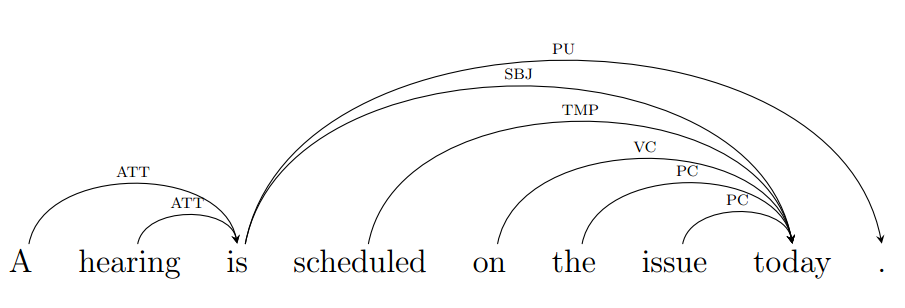 PU
SBJ
TMP
VC
ATT PC
ATT PC
A hearing is scheduled on the issue today .